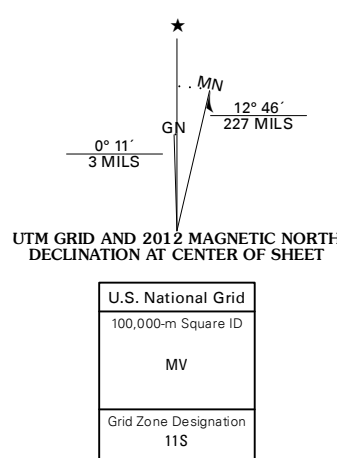 ★
MN
GN
12° 46´
227 MILS
0° 11´
3 MILS
UTM GRID AND 2012 MAGNETIC NORTH
DECLINATION AT CENTER OF SHEET
U.S. National Grid
100,000-m Square ID
MV
Grid Zone Designation
11S